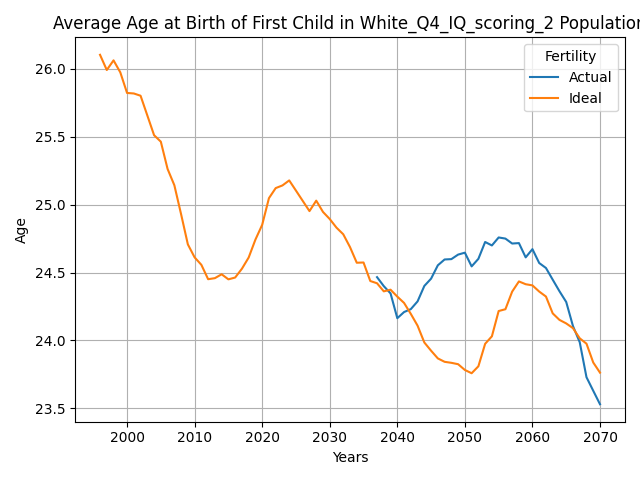 Average Age at Birth of First Child in White_Q4_IQ_scoring_2 Population
Fertility
Actual
Ideal
26.0
25.5
25.0
24.5
24.0
23.5
Age
2000 2010 2020 2030 2040 2050 2060 2070
Years